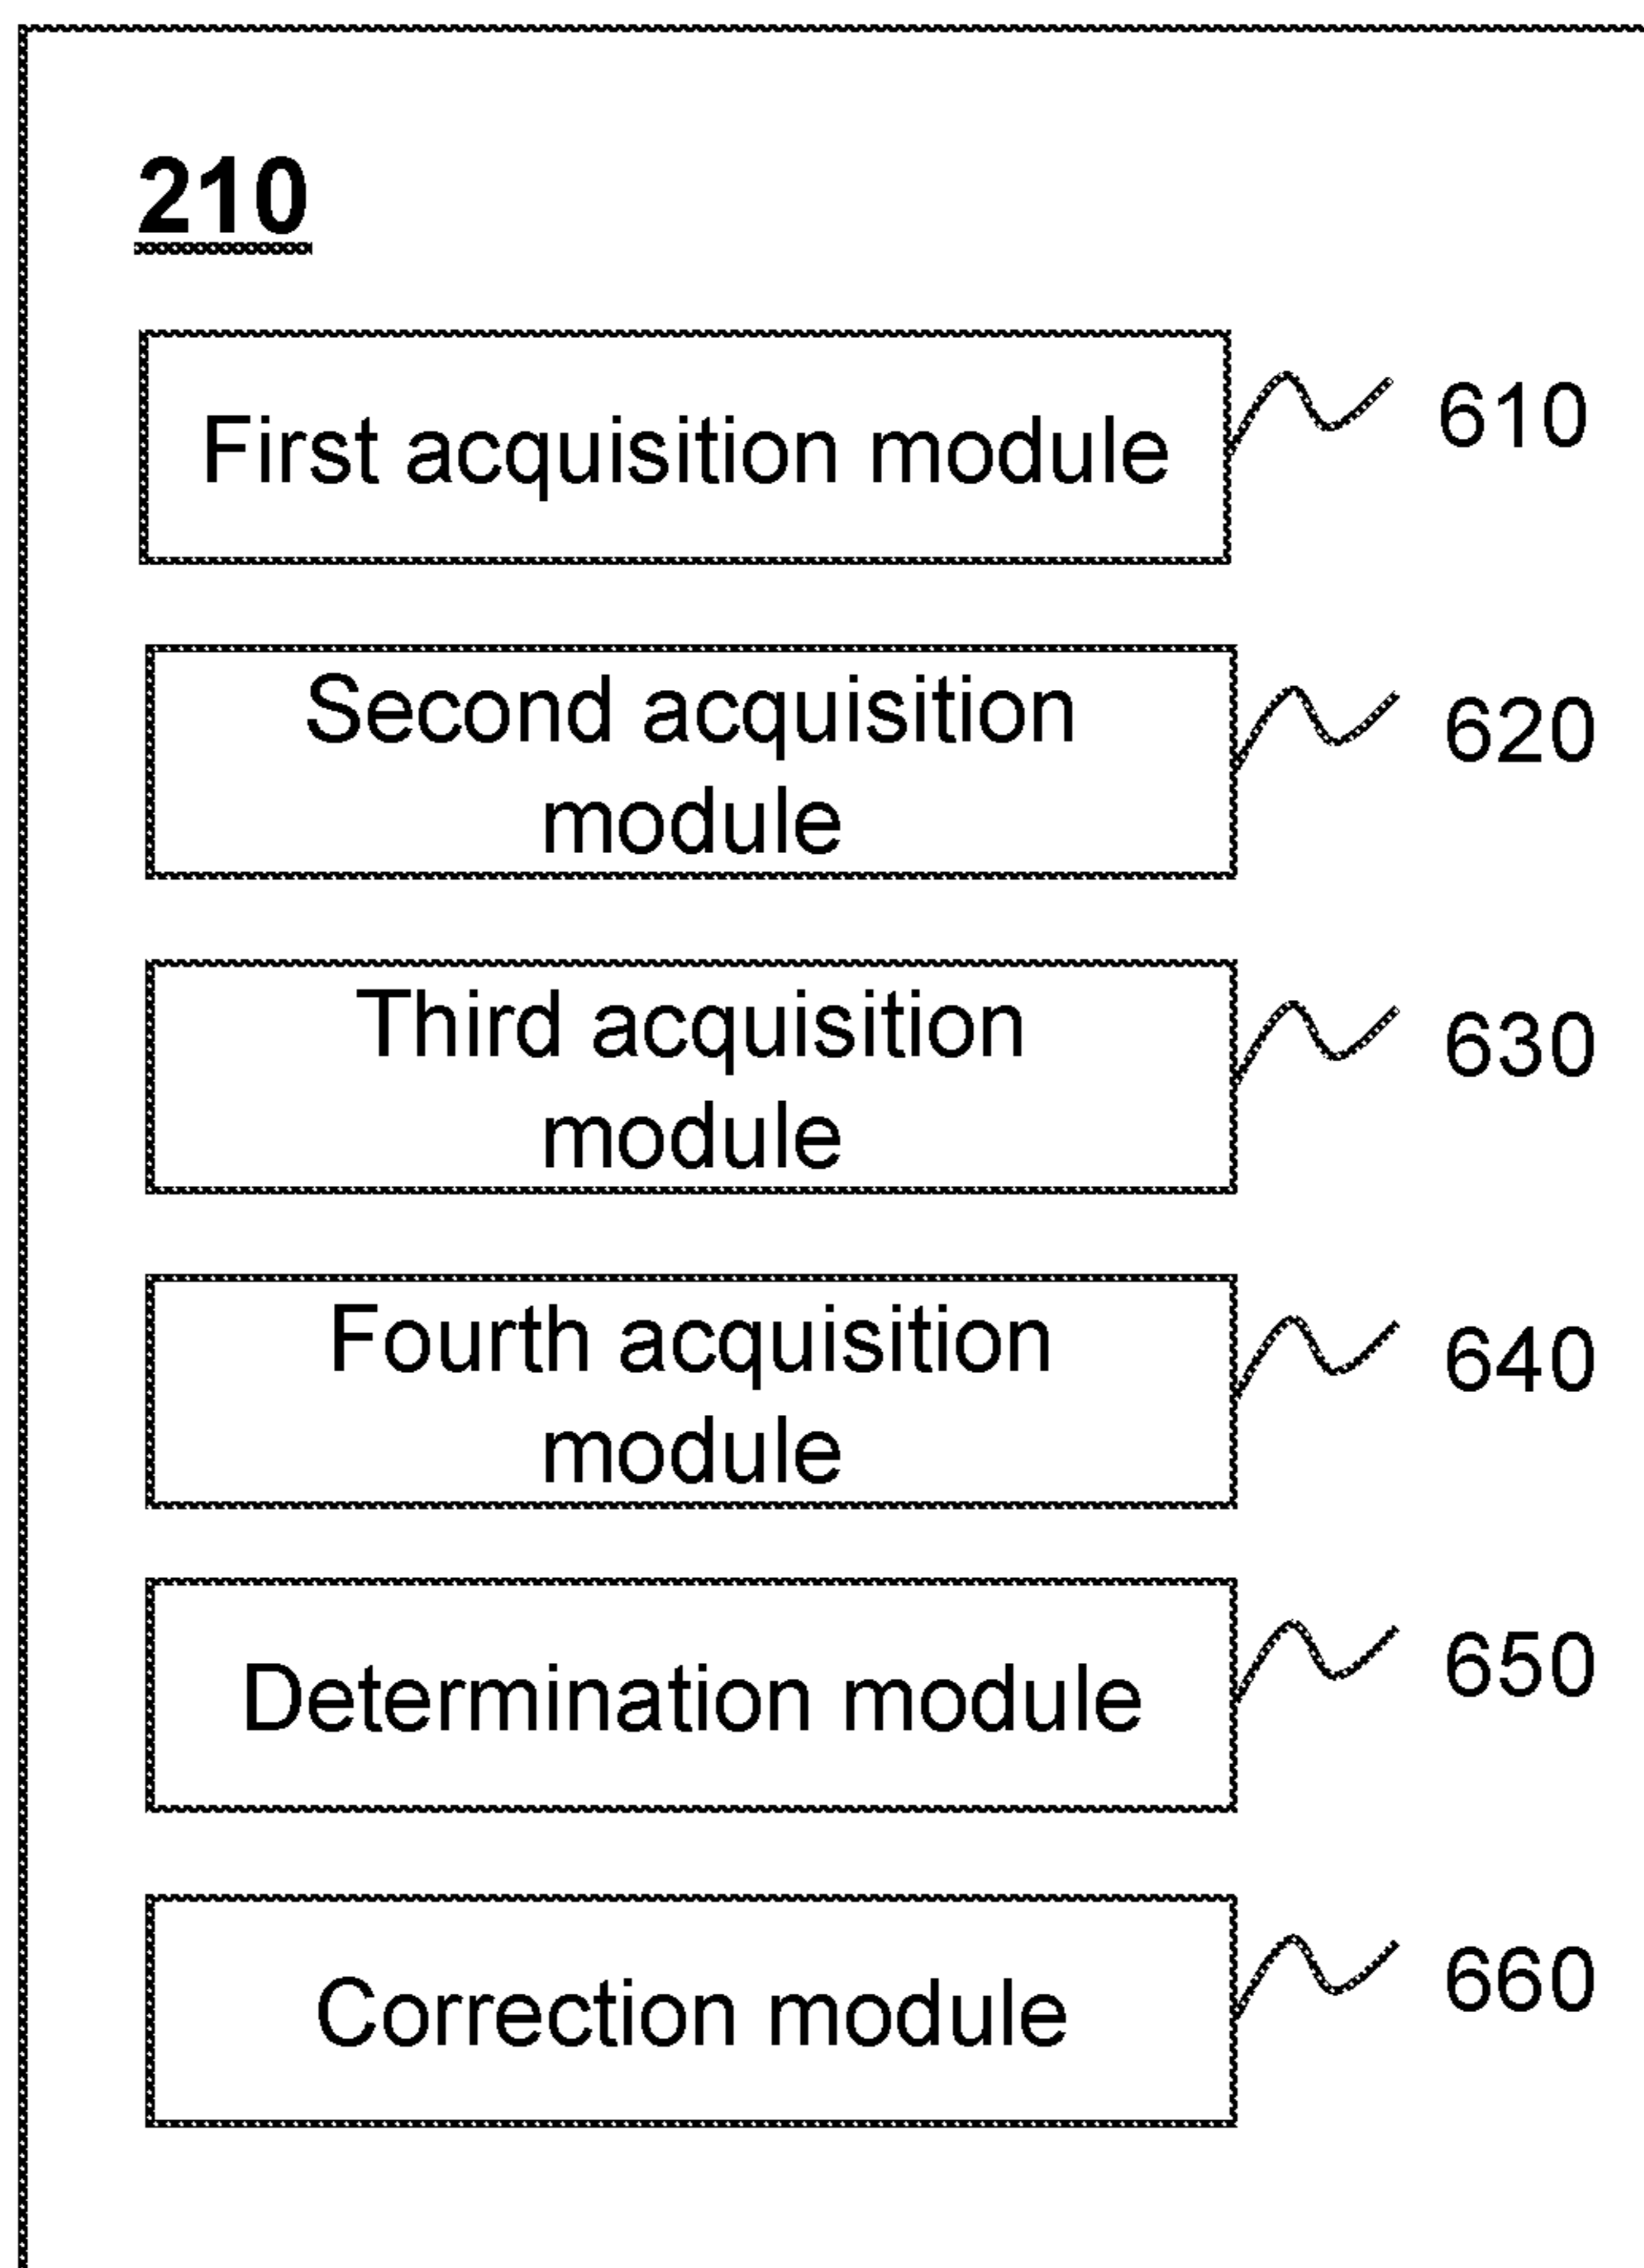 210
First acquisition module
610
Second acquisition
module
620
Third acquisition
module
630
Fourth acquisition
module
640
Determination module
650
Correction module
660